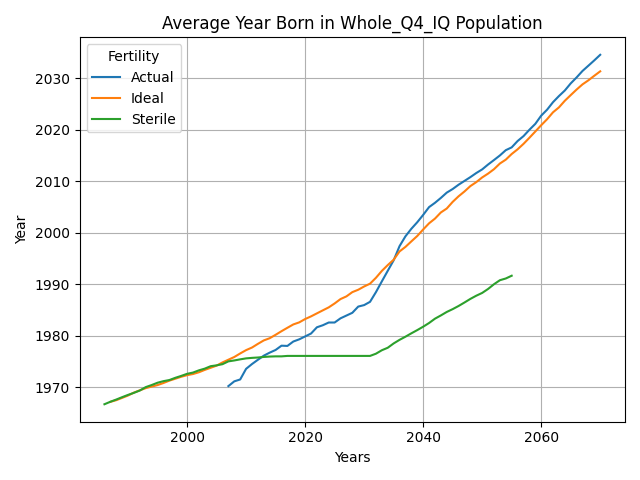 Average Year Born in Whole_Q4_IQ Population
Fertility
Actual
Ideal
Sterile
2030
2020
2010
2000
1990
1980
1970
Year
2000
2020
2040
2060
Years